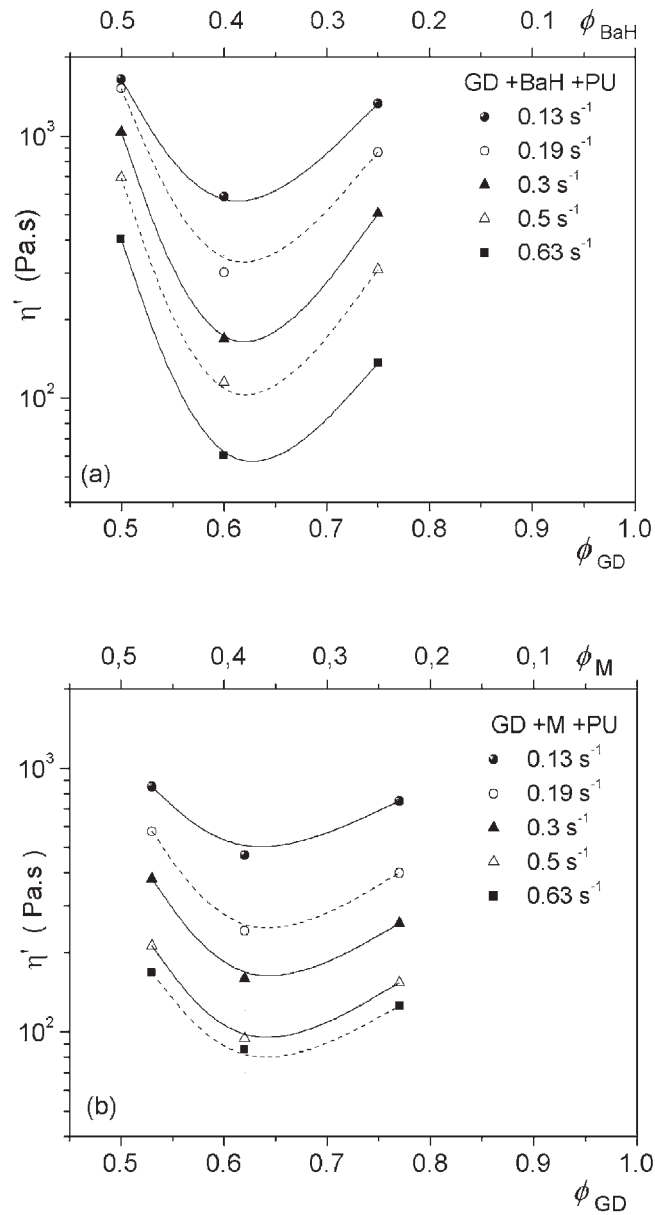 0.5 0.4 0.3 0.2 0.1 ϕBaH
GD +BaH +PU
0.13 s⁻¹
0.19 s⁻¹
0.3 s⁻¹
0.5 s⁻¹
0.63 s⁻¹
10³
10²
η' (Pa.s)
(a)
0.5 0.6 0.7 0.8 0.9 1.0
ϕGD
0,5 0,4 0,3 0,2 0,1 ϕM
GD +M +PU
0.13 s⁻¹
0.19 s⁻¹
0.3 s⁻¹
0.5 s⁻¹
0.63 s⁻¹
10³
10²
η' ( Pa.s)
(b)
0.5 0.6 0.7 0.8 0.9 1.0
ϕGD